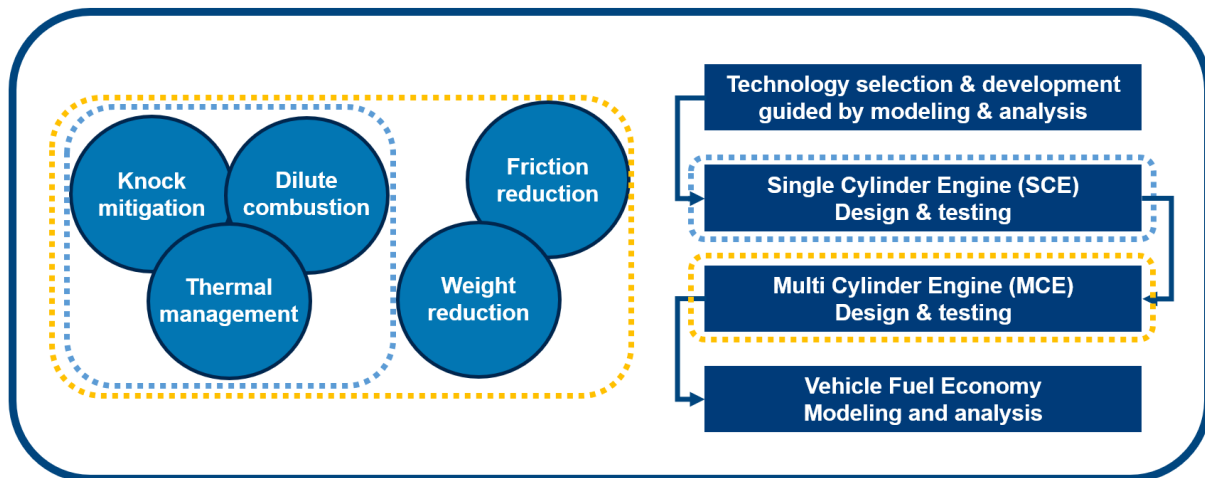 Knock
mitigation
Dilute
combustion
Thermal
management
Friction
reduction
Weight
reduction
Technology selection & development
guided by modeling & analysis
Single Cylinder Engine (SCE)
Design & testing
Multi Cylinder Engine (MCE)
Design & testing
Vehicle Fuel Economy
Modeling and analysis